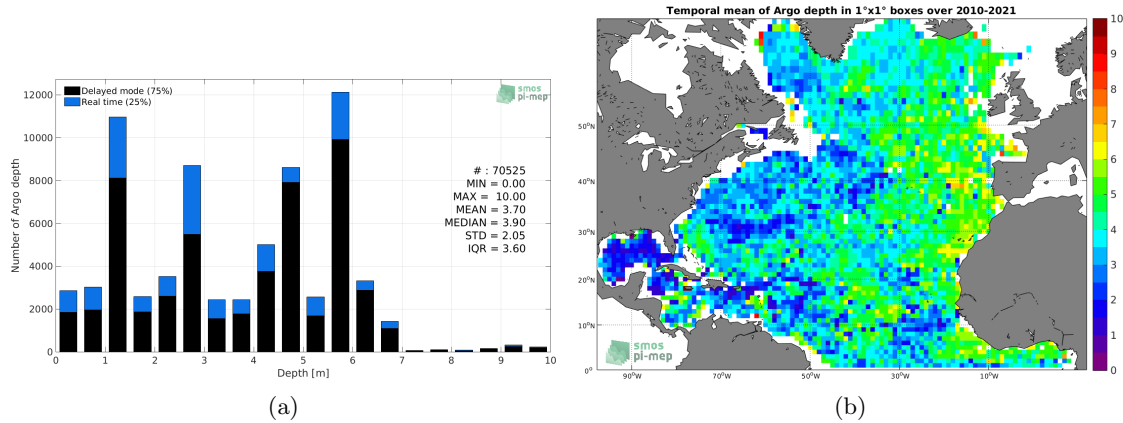 Temporal mean of Argo depth in 1°x1° boxes over 2010-2021
Delayed mode (75%)
Real time (25%)
smos
pi-mep
# : 70525
MIN = 0.00
MAX = 10.00
MEAN = 3.70
MEDIAN = 3.90
STD = 2.05
IQR = 3.60
Number of Argo depth
12000
10000
8000
6000
4000
2000
0
0 1 2 3 4 5 6 7 8 9 10
Depth [m]
(a)
50°N
40°N
30°N
20°N
10°N
0°
90°W 70°W 50°W 30°W 10°W
smos
pi-mep
10
9
8
7
6
5
4
3
2
1
0
(b)